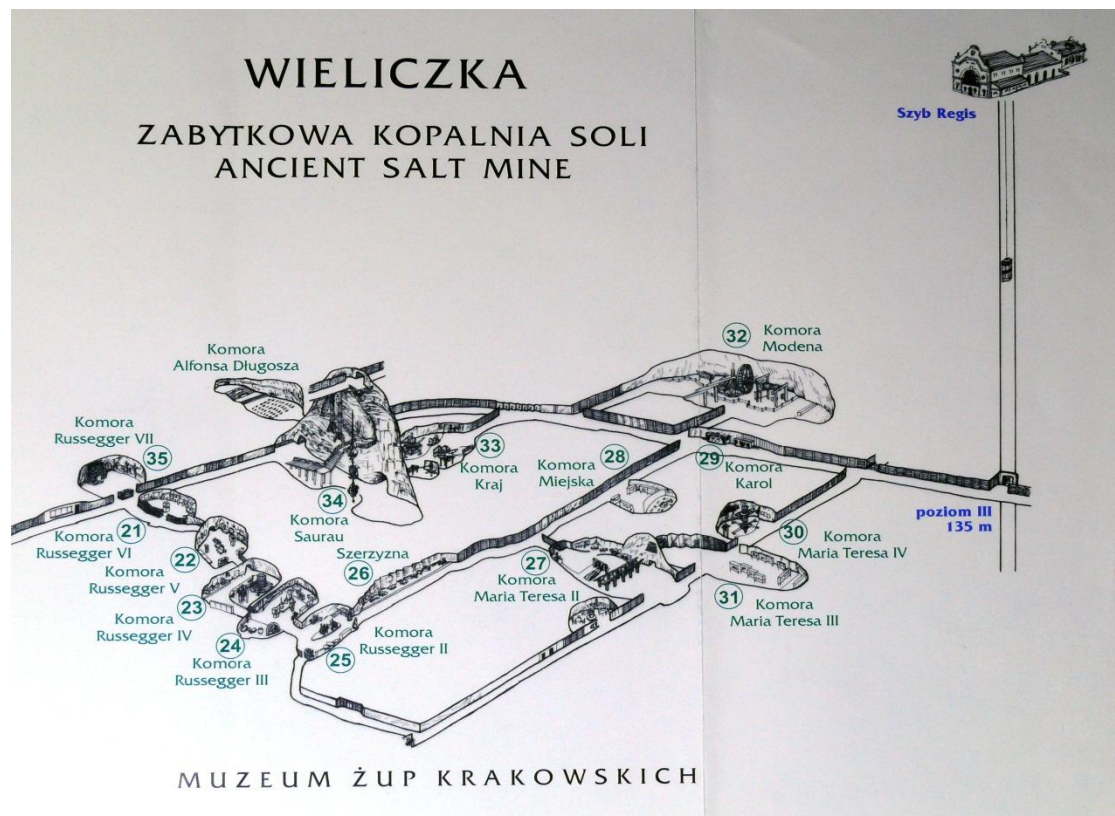 WIELICZKA
ZABYTKOWA KOPALNIA SOLI
ANCIENT SALT MINE
Szyb Regis
32
Komora
Modena
Komora
Alfonsa Długosza
Komora
Russegger VII
35
33
Komora
Kraj
Komora
Miejska
28
29
Komora
Karol
34
Komora
Saurau
poziom III
135 m
Komora
Russegger VI
21
30
Komora
Maria Teresa IV
22
Komora
Russegger V
Szerzyzna
26
27
Komora
Maria Teresa II
31
Komora
Maria Teresa III
23
Komora
Russegger IV
24
Komora
Russegger III
25
Komora
Russegger II
MUZEUM ŻUP KRAKOWSKICH